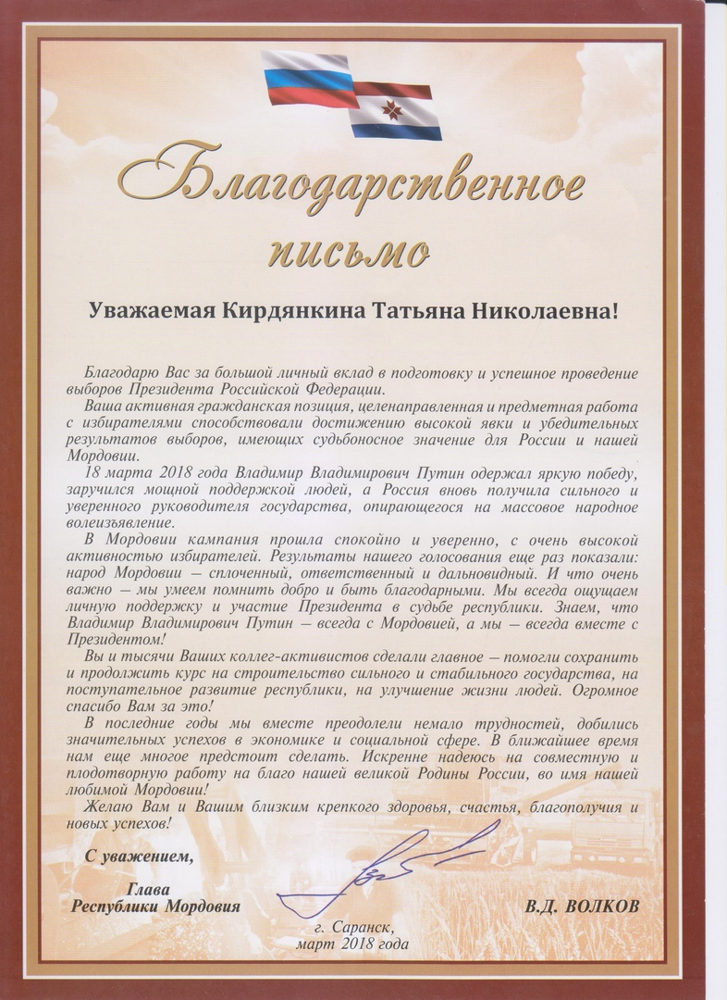 Благодарственное
письмо
Уважаемая Кирдянкина Татьяна Николаевна!
Благодарю Вас за большой личный вклад в подготовку и успешное проведение
выборов Президента Российской Федерации.
Ваша активная гражданская позиция, целенаправленная и предметная работа
с избирателями способствовали достижению высокой явки и убедительных
результатов выборов, имеющих судьбоносное значение для России и нашей
Мордовии.
18 марта 2018 года Владимир Владимирович Путин одержал яркую победу,
заручился мощной поддержкой людей, а Россия вновь получила сильного и
уверенного руководителя государства, опирающегося на массовое народное
волеизъявление.
В Мордовии кампания прошла спокойно и уверенно, с очень высокой
активностью избирателей. Результаты нашего голосования еще раз показали:
народ Мордовии – сплоченный, ответственный и дальновидный. И что очень
важно – мы умеем помнить добро и быть благодарными. Мы всегда ощущаем
личную поддержку и участие Президента в судьбе республики. Знаем, что
Владимир Владимирович Путин – всегда с Мордовией, а мы – всегда вместе с
Президентом!
Вы и тысячи Ваших коллег-активистов сделали главное – помогли сохранить
и продолжить курс на строительство сильного и стабильного государства, на
поступательное развитие республики, на улучшение жизни людей. Огромное
спасибо Вам за это!
В последние годы мы вместе преодолели немало трудностей, добились
значительных успехов в экономике и социальной сфере. В ближайшее время
нам еще многое предстоит сделать. Искренне надеюсь на совместную и
плодотворную работу на благо нашей великой Родины России, во имя нашей
любимой Мордовии!
Желаю Вам и Вашим близким крепкого здоровья, счастья, благополучия и
новых успехов!
С уважением,
Глава
Республики Мордовия
В.Д. ВОЛКОВ
г. Саранск,
март 2018 года